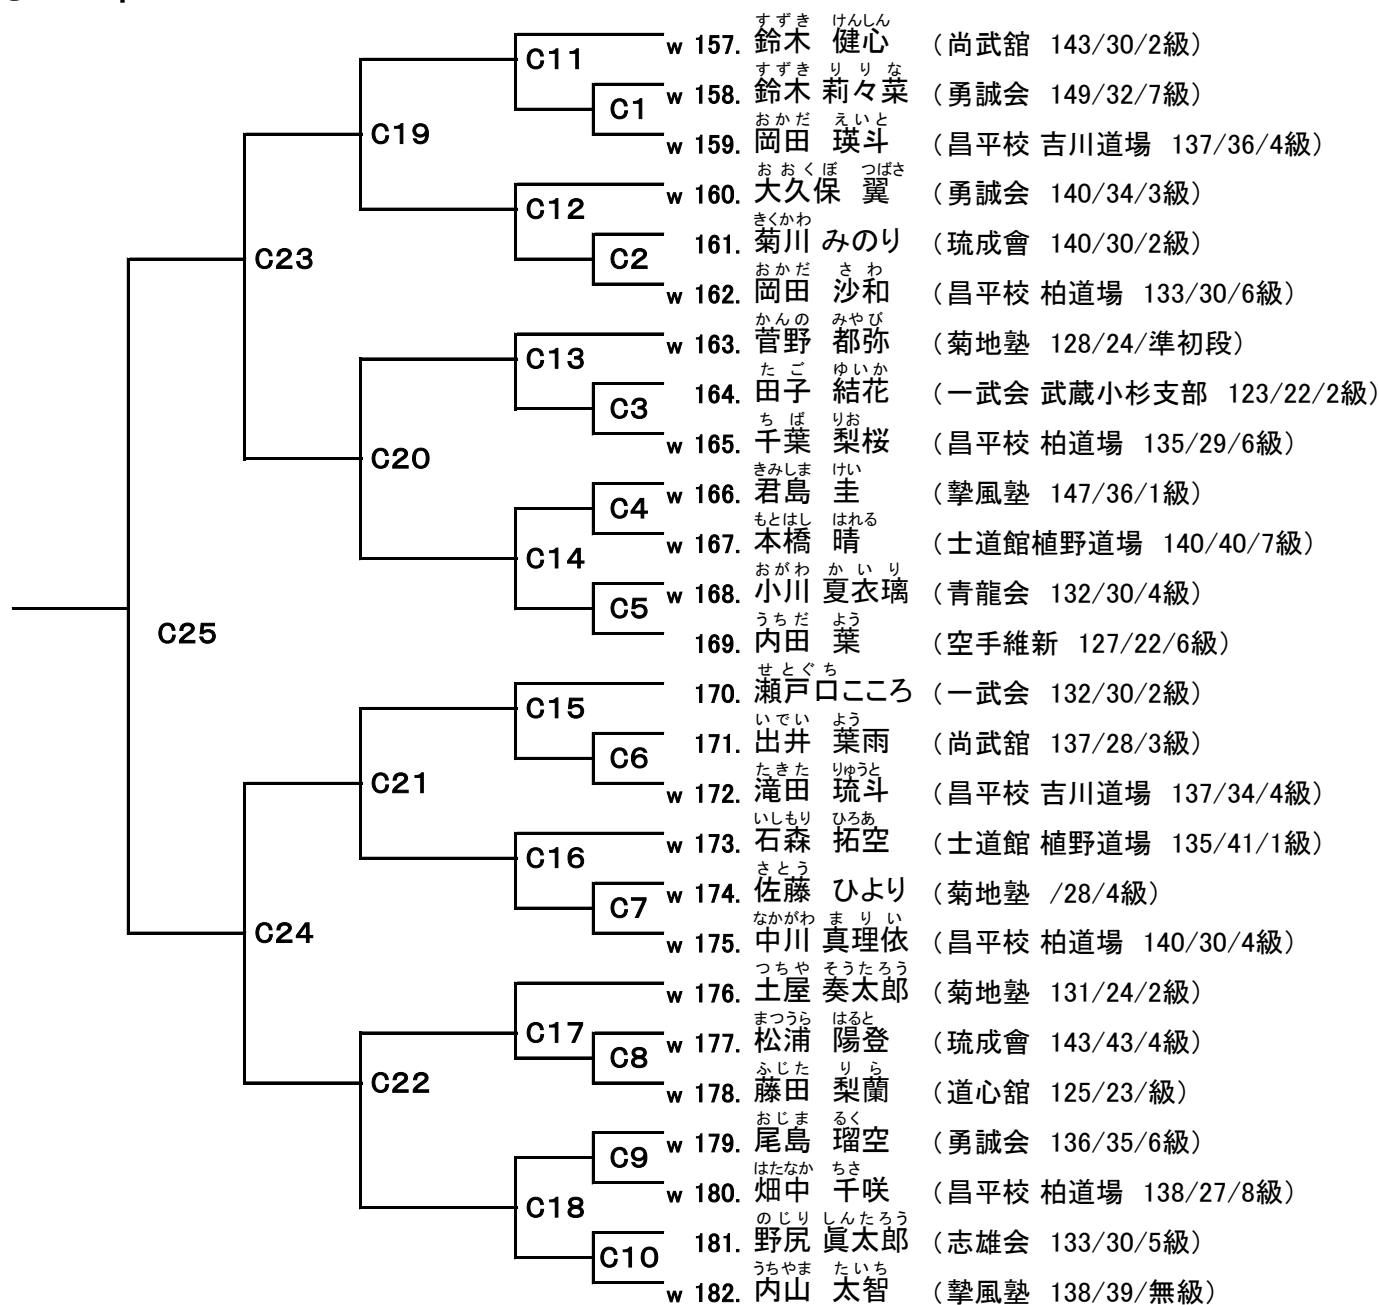 すずき けんしん
C11 w 157. 鈴木 健心 (尚武舘 143/30/2級)
すずき りりな
w 158. 鈴木 莉々菜 (勇誠会 149/32/7級)
C1
おかだ えいと
C19 w 159. 岡田 瑛斗 (昌平校 吉川道場 137/36/4級)
おおくぼ つばさ
w 160. 大久保 翼 (勇誠会 140/34/3級)
C12
きくかわ
161. 菊川 みのり (琉成會 140/30/2級)
C23 C2
おかだ さわ
w 162. 岡田 沙和 (昌平校 柏道場 133/30/6級)
かんの みやび
w 163. 菅野 都弥 (菊地塾 128/24/準初段)
C13
たご ゆいか
164. 田子 結花 (一武会 武蔵小杉支部 123/22/2級)
C3
ちば りお
w 165. 千葉 梨桜 (昌平校 柏道場 135/29/6級)
C20
きみしま けい
w 166. 君島 圭 (摯風塾 147/36/1級)
C4
もとはし はれる
w 167. 本橋 晴 (士道館植野道場 140/40/7級)
C14
おがわ かいり
w 168. 小川 夏衣璃 (青龍会 132/30/4級)
C5
うちだ よう
C25 169. 内田 葉 (空手維新 127/22/6級)
せとぐち
170. 瀬戸口こころ (一武会 132/30/2級)
C15
いでい よう
171. 出井 葉雨 (尚武舘 137/28/3級)
C6
たきた りゅうと
C21 w 172. 滝田 琉斗 (昌平校 吉川道場 137/34/4級)
いしもり ひろあ
w 173. 石森 拓空 (士道館 植野道場 135/41/1級)
C16
さとう
w 174. 佐藤 ひより (菊地塾 /28/4級)
C7
なかがわ まりい
C24 w 175. 中川 真理依 (昌平校 柏道場 140/30/4級)
つちや そうたろう
w 176. 土屋 奏太郎 (菊地塾 131/24/2級)
まつうら はると
C17 w 177. 松浦 陽登 (琉成會 143/43/4級)
C8
ふじた りら
C22 w 178. 藤田 梨蘭 (道心舘 125/23/級)
おじま るく
w 179. 尾島 瑠空 (勇誠会 136/35/6級)
C9
はたなか ちさ
w 180. 畑中 千咲 (昌平校 柏道場 138/27/8級)
C18
のじり しんたろう
181. 野尻 眞太郎 (志雄会 133/30/5級)
C10
うちやま たいち
w 182. 内山 太智 (摯風塾 138/39/無級)